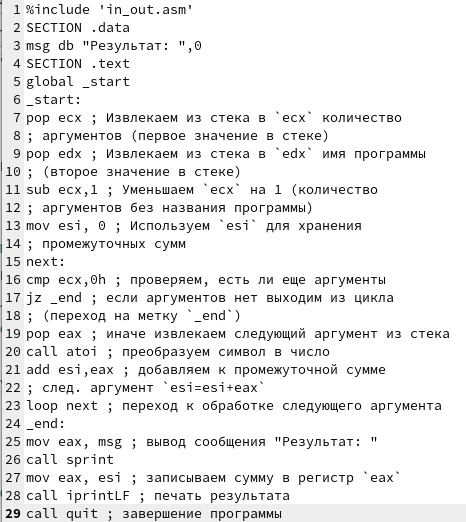 1 %include 'in_out.asm'
2 SECTION .data
3 msg db "Результат: ",0
4 SECTION .text
5 global _start
6 _start:
7 pop ecx ; Извлекаем из стека в `ecx` количество
8 ; аргументов (первое значение в стеке)
9 pop edx ; Извлекаем из стека в `edx` имя программы
10 ; (второе значение в стеке)
11 sub ecx,1 ; Уменьшаем `ecx` на 1 (количество
12 ; аргументов без названия программы)
13 mov esi, 0 ; Используем `esi` для хранения
14 ; промежуточных сумм
15 next:
16 cmp ecx,0h ; проверяем, есть ли еще аргументы
17 jz _end ; если аргументов нет выходим из цикла
18 ; (переход на метку `_end`)
19 pop eax ; иначе извлекаем следующий аргумент из стека
20 call atoi ; преобразуем символ в число
21 add esi,eax ; добавляем к промежуточной сумме
22 ; след. аргумент `esi=esi+eax`
23 loop next ; переход к обработке следующего аргумента
24 _end:
25 mov eax, msg ; вывод сообщения "Результат: "
26 call sprint
27 mov eax, esi ; записываем сумму в регистр `eax`
28 call iprintLF ; печать результата
29 call quit ; завершение программы